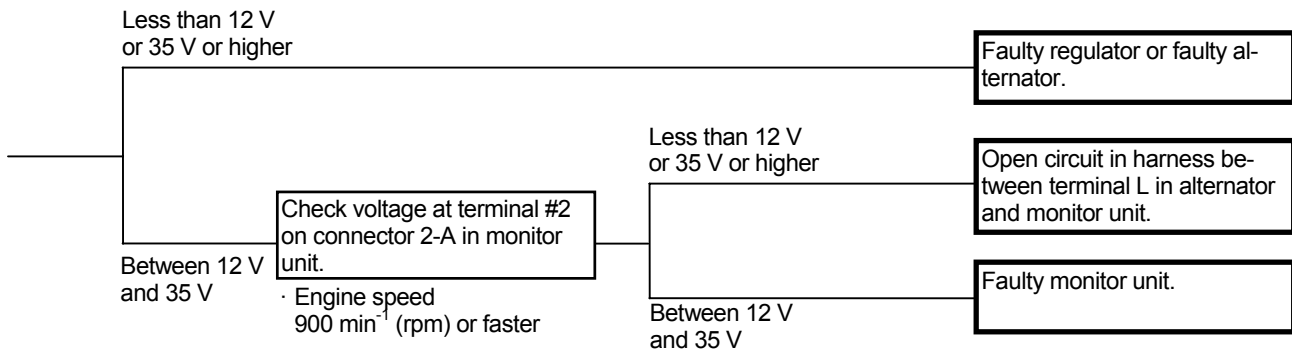 Less than 12 V
or 35 V or higher
Faulty regulator or faulty al-
ternator.
Less than 12 V
or 35 V or higher
Open circuit in harness be-
tween terminal L in alternator
and monitor unit.
Check voltage at terminal #2
on connector 2-A in monitor
unit.
Between 12 V
and 35 V
· Engine speed
900 min-1 (rpm) or faster
Faulty monitor unit.
Between 12 V
and 35 V